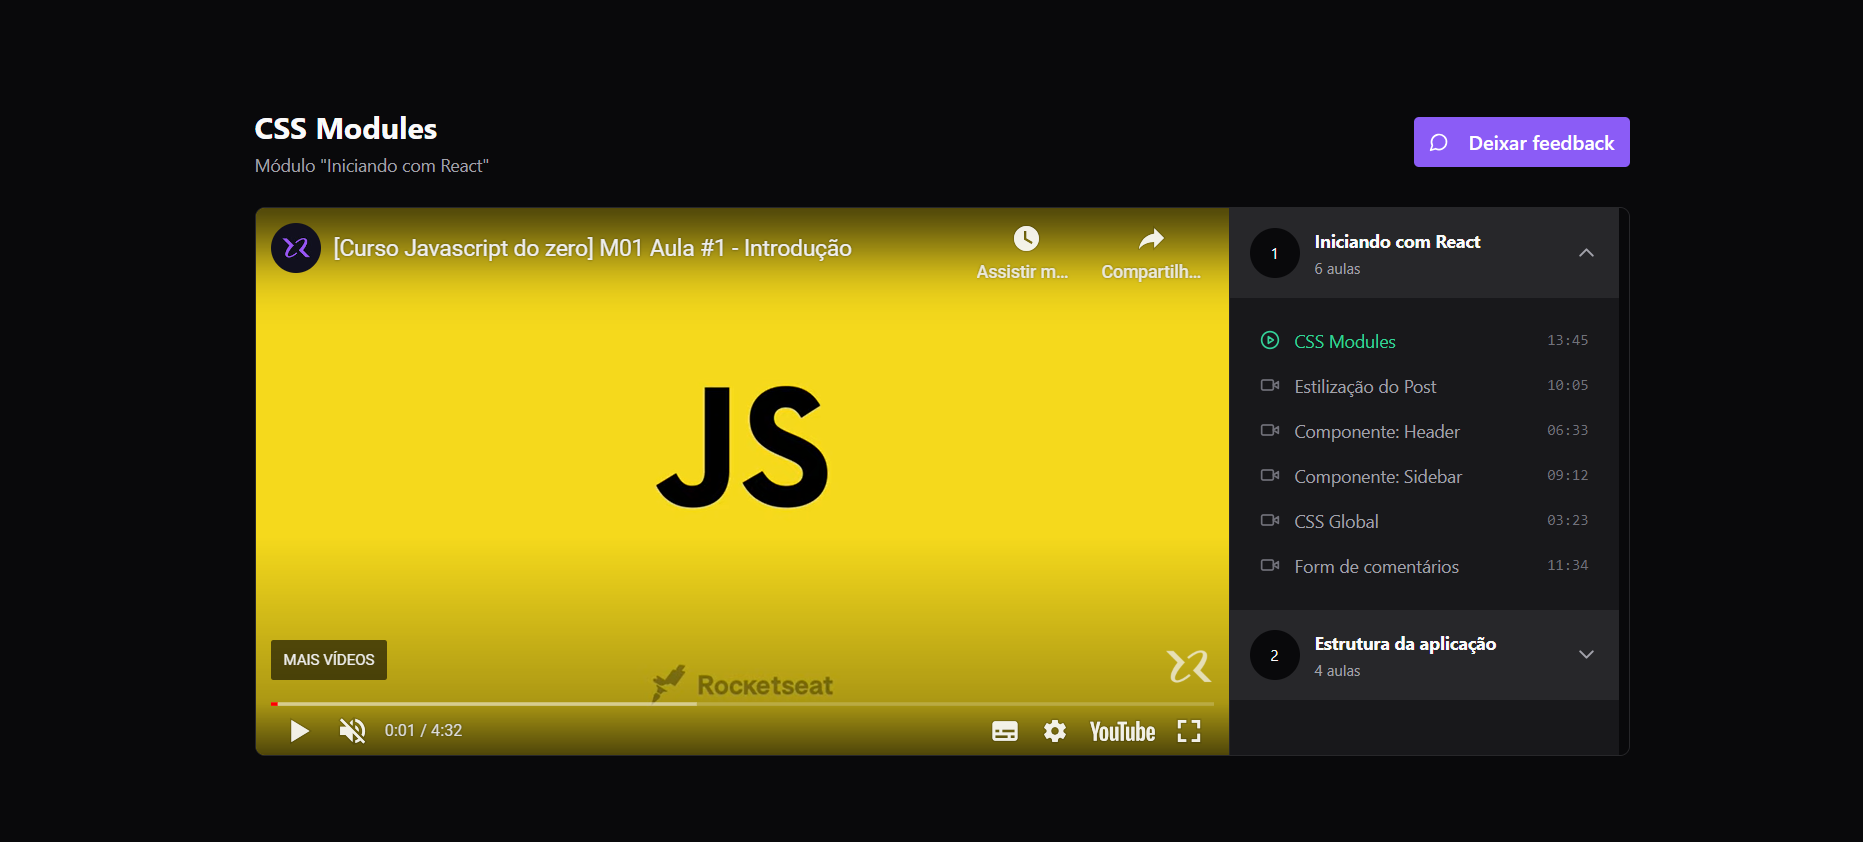 CSS Modules
Módulo "Iniciando com React"
Deixar feedback
[Curso Javascript do zero] M01 Aula #1 - Introdução
Assistir m...
Compartilh...
JS
MAIS VÍDEOS
Rocketseat
0:01 / 4:32
YouTube
1
Iniciando com React
6 aulas
CSS Modules 13:45
Estilização do Post 10:05
Componente: Header 06:33
Componente: Sidebar 09:12
CSS Global 03:23
Form de comentários 11:34
2
Estrutura da aplicação
4 aulas